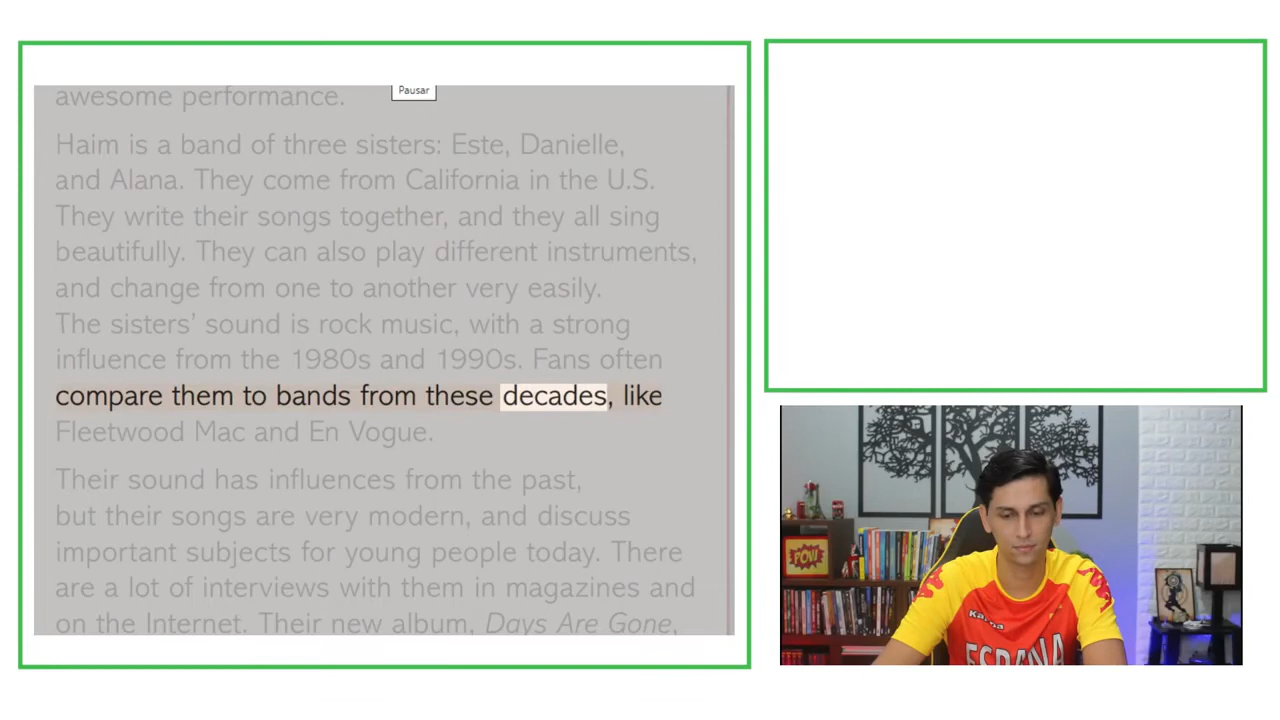 awesome performance.
Pausar
Haim is a band of three sisters: Este, Danielle,
and Alana. They come from California in the U.S.
They write their songs together, and they all sing
beautifully. They can also play different instruments,
and change from one to another very easily.
The sisters’ sound is rock music, with a strong
influence from the 1980s and 1990s. Fans often
compare them to bands from these decades, like
Fleetwood Mac and En Vogue.
Their sound has influences from the past,
but their songs are very modern, and discuss
important subjects for young people today. There
are a lot of interviews with them in magazines and
on the Internet. Their new album, Days Are Gone,
POW
Kappa
ESPAÑA